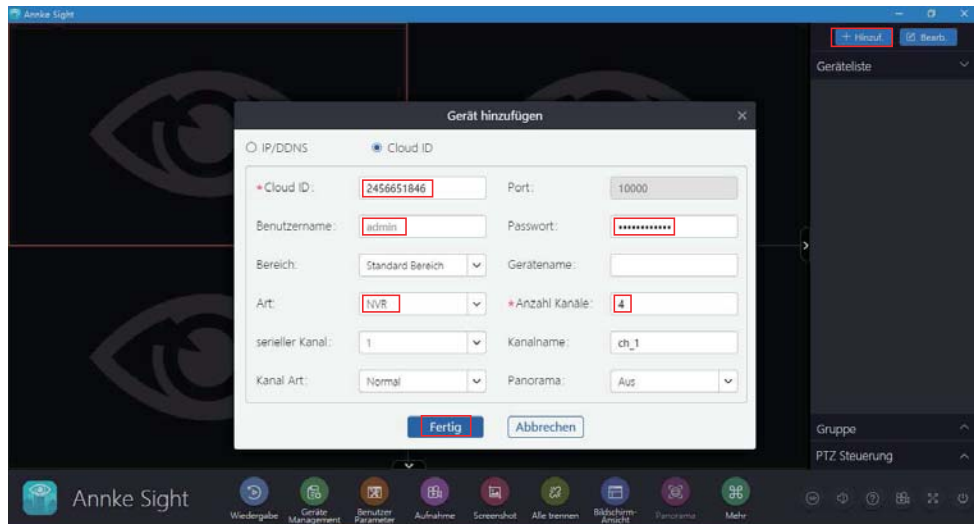 Annke Sight
+ Hinzuf.
Bearb.
Geräteliste
Gerät hinzufügen
IP/DDNS
Cloud ID
*Cloud ID:
2456651846
Port:
10000
Benutzername:
admin
Passwort:
••••••••••••
Bereich:
Standard Bereich
Gerätename:
Art:
NVR
*Anzahl Kanäle:
4
serieller Kanal:
1
Kanalname:
ch_1
Kanal Art:
Normal
Panorama:
Aus
Fertig
Abbrechen
Gruppe
PTZ Steuerung
Annke Sight
Wiedergabe
Geräte
Management
Benutzer
Parameter
Aufnahme
Screenshot
Alle trennen
Bildschirm-
Ansicht
Panorama
Mehr